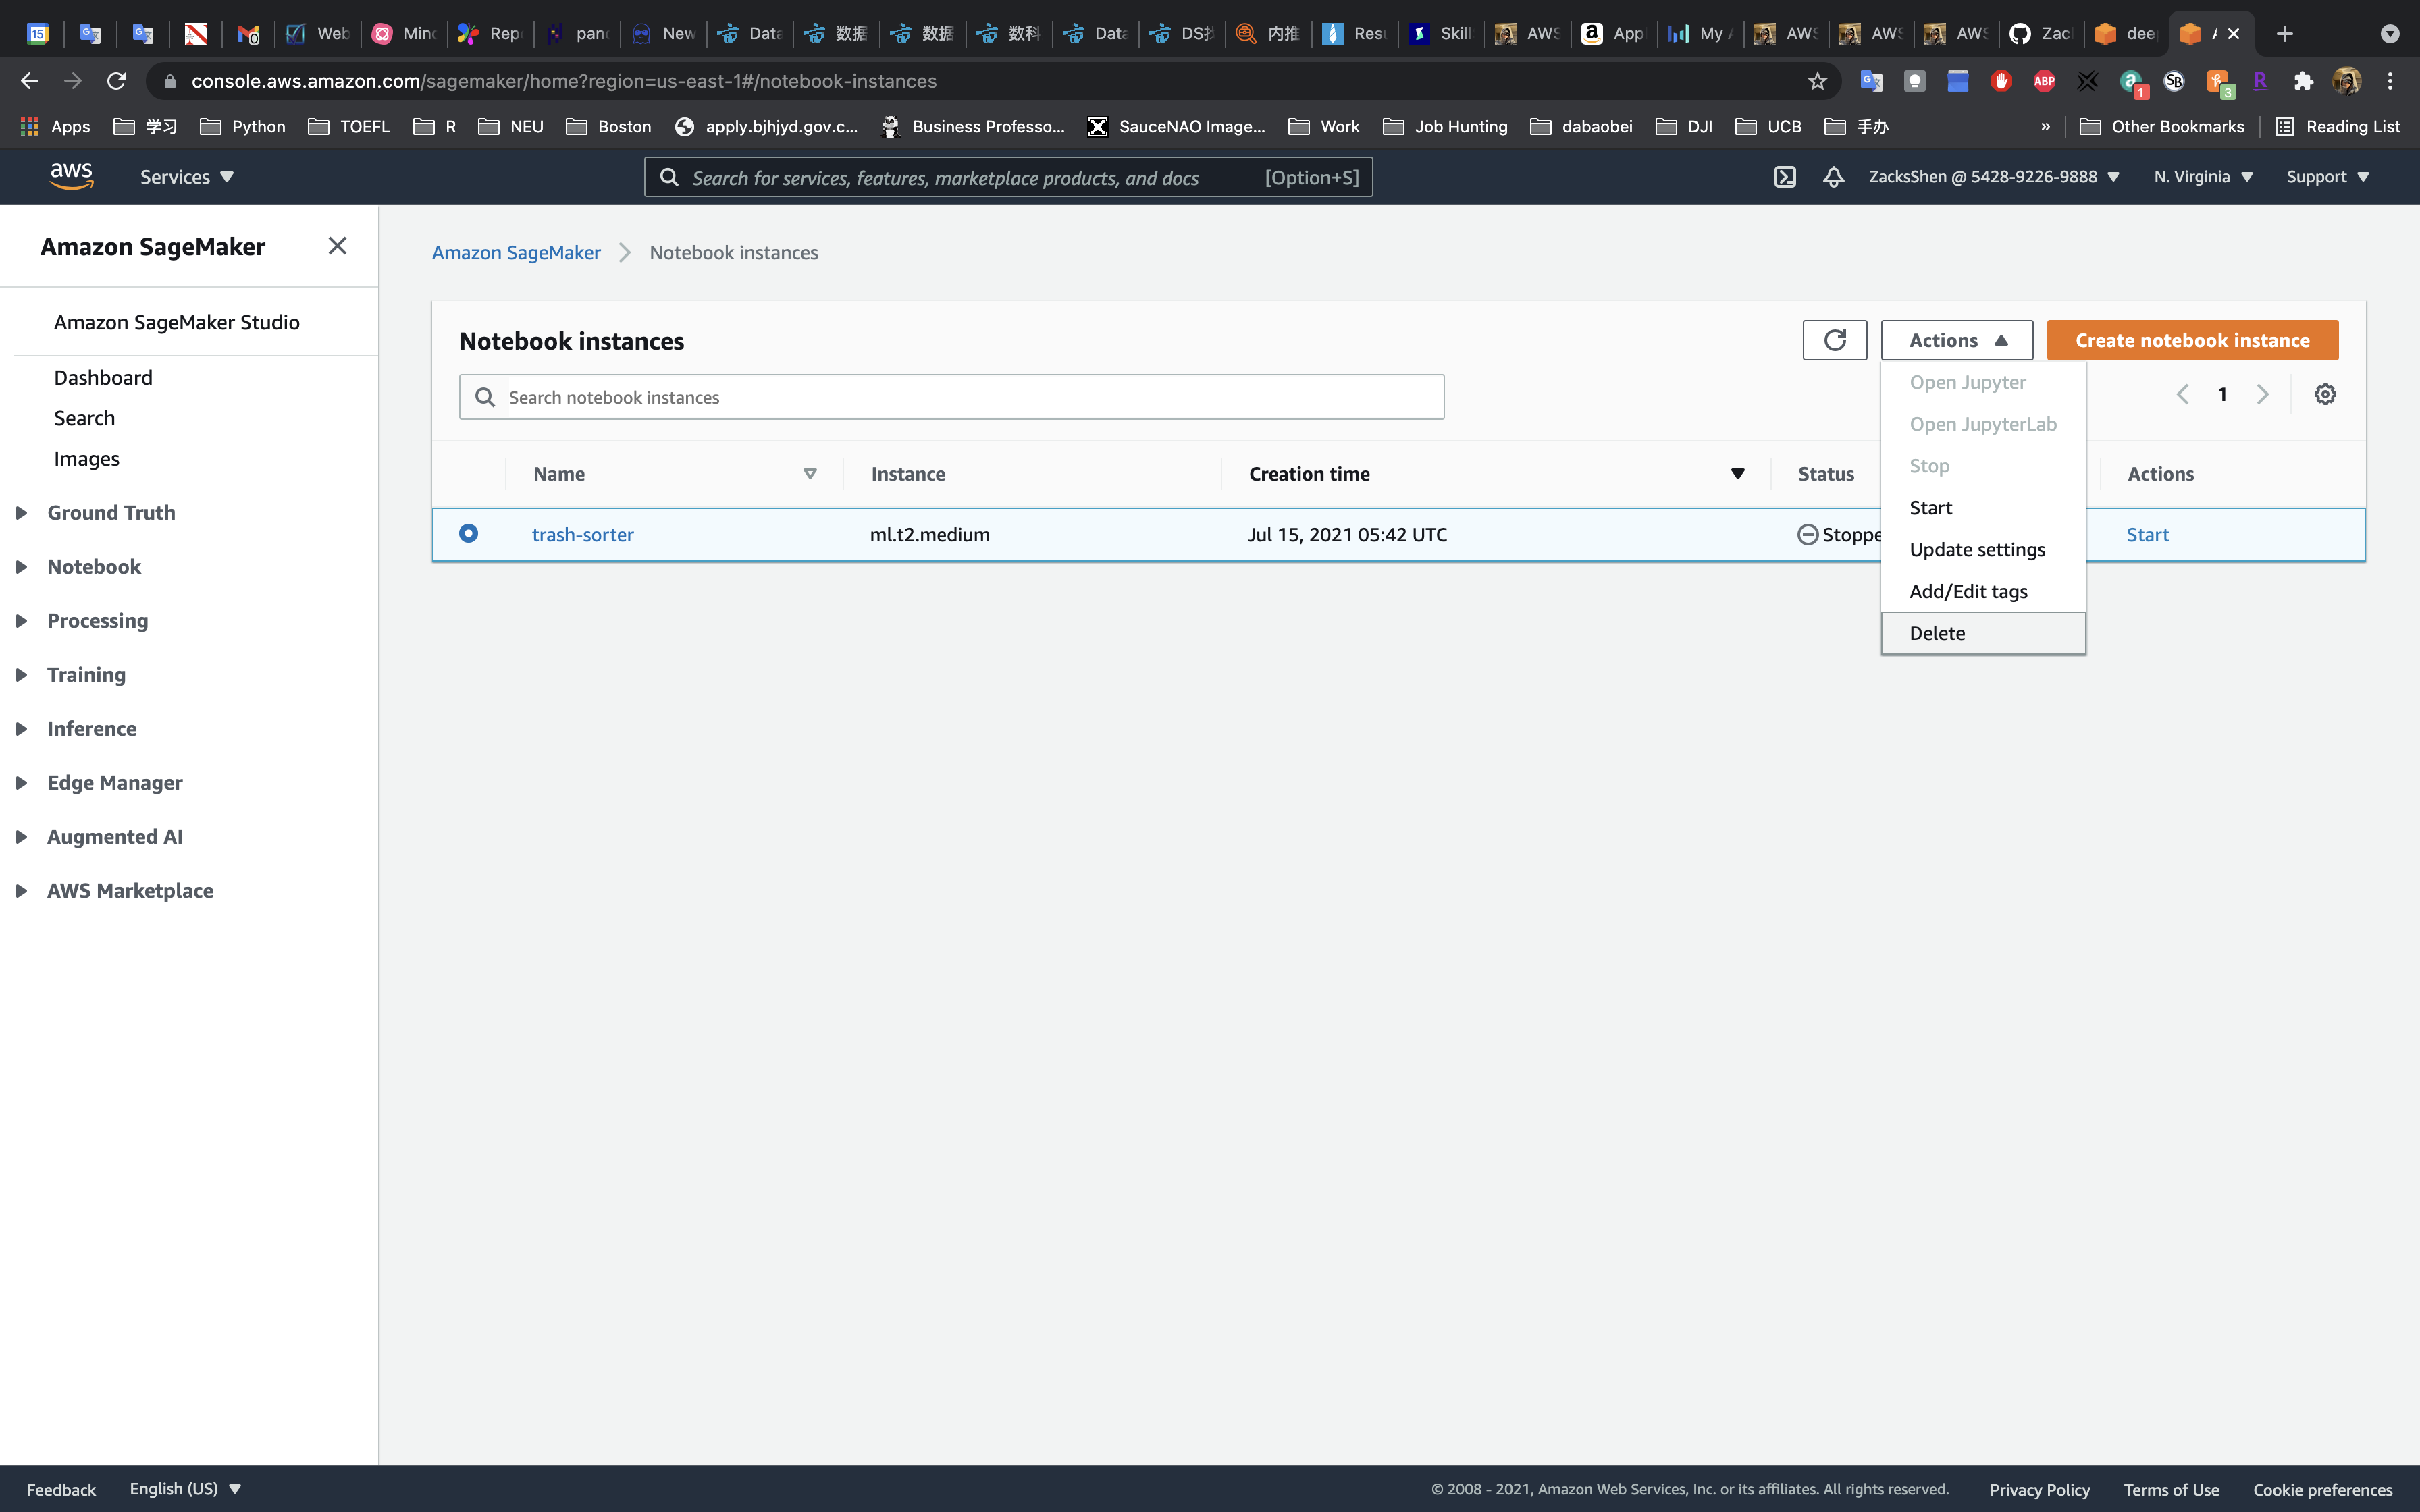 15 Web Minc Repo panc New Data 数据 数据 数科 Data DS找 内推 Resu Skill AWS Appl My A AWS AWS AWS Zac deep A
console.aws.amazon.com/sagemaker/home?region=us-east-1#/notebook-instances ABP 1 SB 3 R
Apps 学习 Python TOEFL R NEU Boston apply.bjhjyd.gov.c... Business Professo... SauceNAO Image... Work Job Hunting dabaobei DJI UCB 手办 » Other Bookmarks Reading List
aws Services Search for services, features, marketplace products, and docs [Option+S] ZacksShen @ 5428-9226-9888 N. Virginia Support
Amazon SageMaker
Amazon SageMaker Studio
Dashboard
Search
Images
Ground Truth
Notebook
Processing
Training
Inference
Edge Manager
Augmented AI
AWS Marketplace
Amazon SageMaker Notebook instances
Notebook instances Actions Create notebook instance
Search notebook instances 1
Open Jupyter
Open JupyterLab
Stop
Start
Update settings
Add/Edit tags
Delete
Name Instance Creation time Status Actions
trash-sorter ml.t2.medium Jul 15, 2021 05:42 UTC Stoppe Start
Feedback English (US) © 2008 - 2021, Amazon Web Services, Inc. or its affiliates. All rights reserved. Privacy Policy Terms of Use Cookie preferences